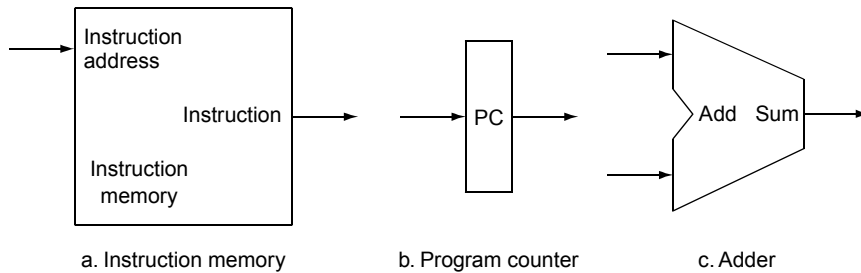 Instruction
address
Instruction
Instruction
memory
PC
Add Sum
a. Instruction memory
b. Program counter
c. Adder